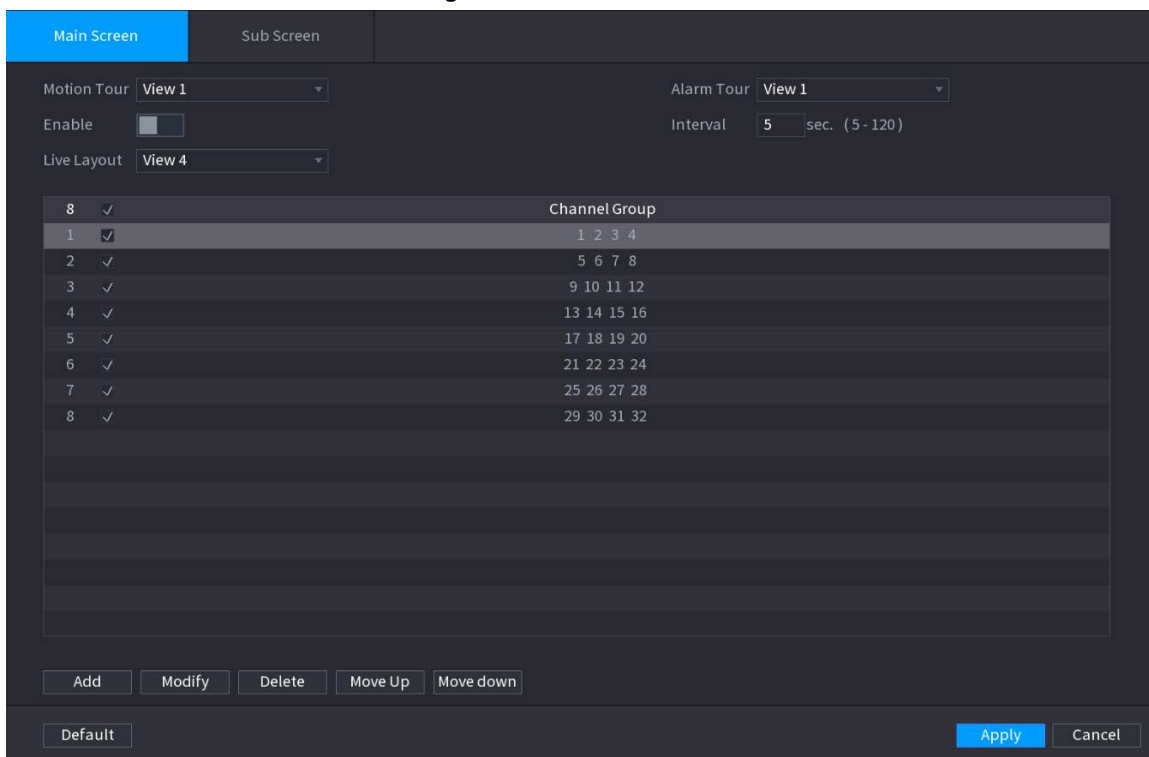 Main Screen Sub Screen
Motion Tour View 1 Alarm Tour View 1
Enable Interval 5 sec. (5-120)
Live Layout View 4
8 Channel Group
1 1 2 3 4
2 5 6 7 8
3 9 10 11 12
4 13 14 15 16
5 17 18 19 20
6 21 22 23 24
7 25 26 27 28
8 29 30 31 32
Add Modify Delete Move Up Move down
Default Apply Cancel